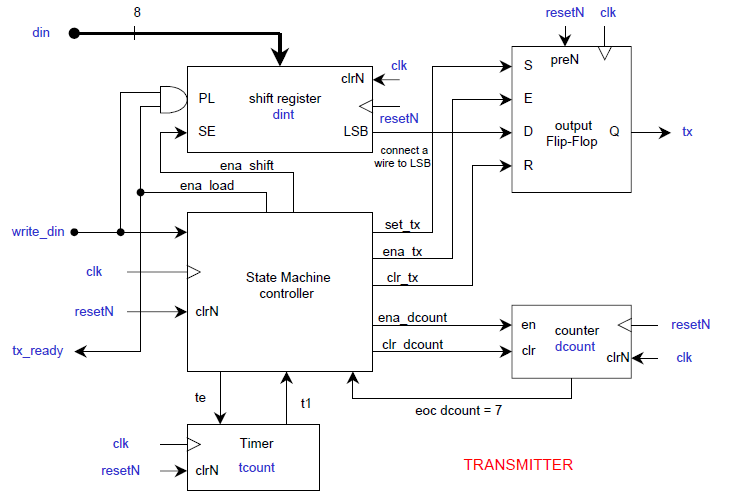 8
resetN
clk
din
preN
clk
clrN
S
PL
shift register
dint
E
resetN
SE
LSB
D
output
Flip-Flop
Q
tx
connect a
wire to LSB
R
ena_shift
ena_load
write_din
set_tx
ena_tx
clk
State Machine
controller
clr_tx
resetN
clrN
ena_dcount
en
counter
dcount
resetN
tx_ready
clr_dcount
clr
clrN
clk
te
t1
eoc dcount = 7
clk
Timer
tcount
resetN
clrN
TRANSMITTER